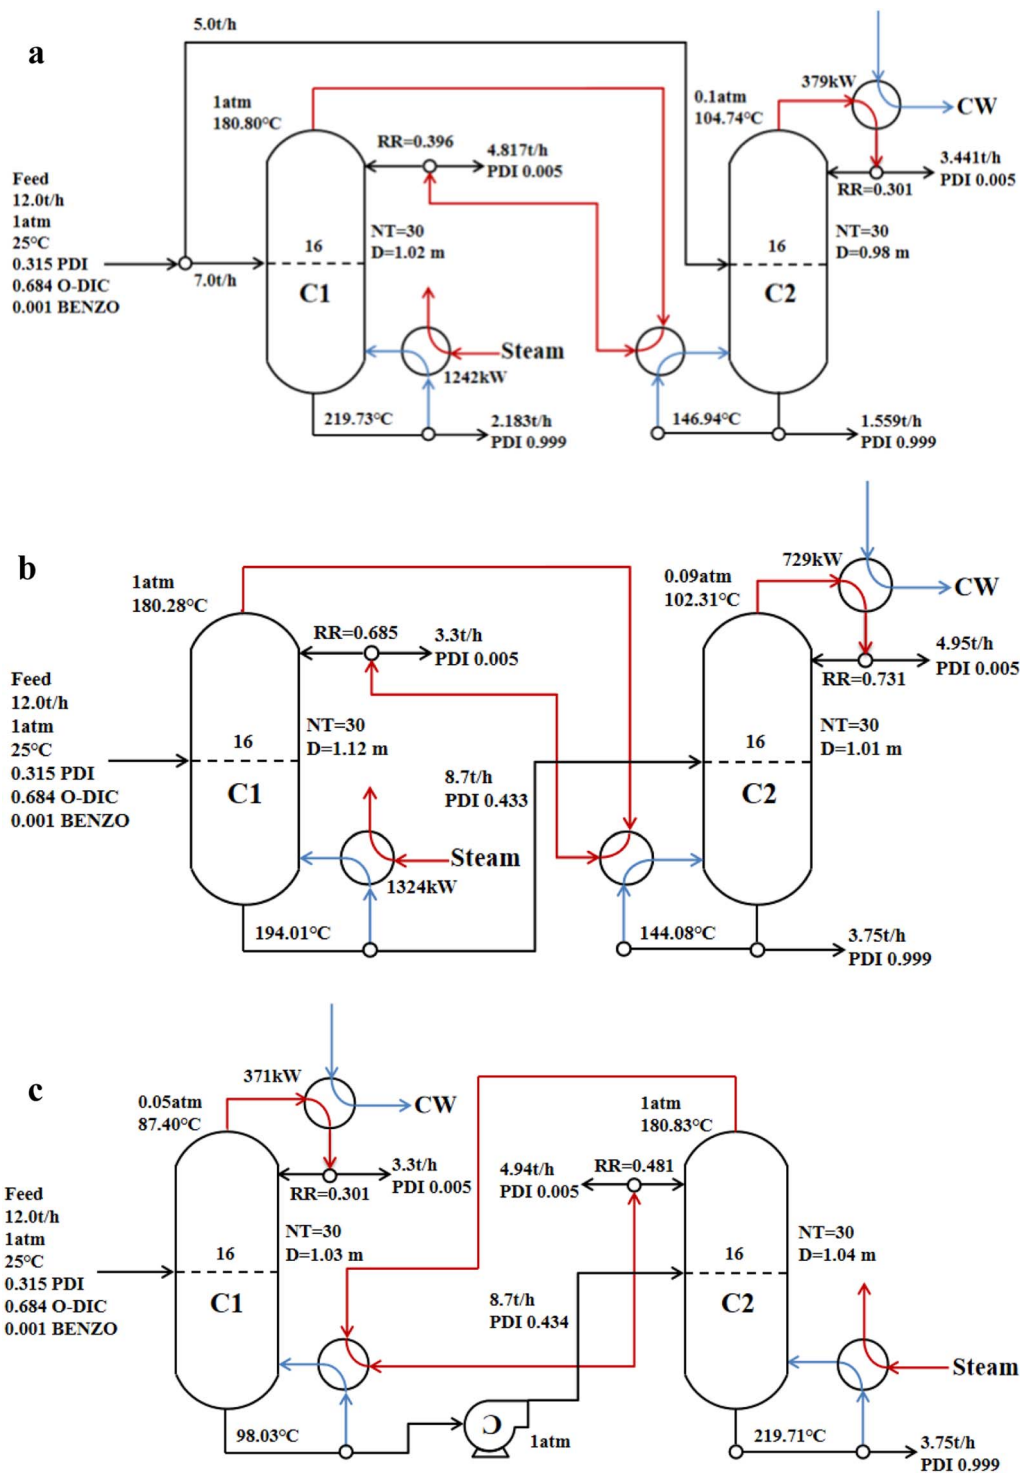 a
5.0t/h
1atm
180.80°C
RR=0.396
4.817t/h
PDI 0.005
0.1atm
104.74°C
379kW
CW
3.441t/h
PDI 0.005
RR=0.301
Feed
12.0t/h
1atm
25°C
0.315 PDI
0.684 O-DIC
0.001 BENZO
7.0t/h
16
C1
NT=30
D=1.02 m
Steam
1242kW
219.73°C
2.183t/h
PDI 0.999
16
C2
NT=30
D=0.98 m
146.94°C
1.559t/h
PDI 0.999
b
1atm
180.28°C
RR=0.685
3.3t/h
PDI 0.005
0.09atm
102.31°C
729kW
CW
4.95t/h
PDI 0.005
RR=0.731
Feed
12.0t/h
1atm
25°C
0.315 PDI
0.684 O-DIC
0.001 BENZO
16
C1
NT=30
D=1.12 m
Steam
1324kW
194.01°C
8.7t/h
PDI 0.433
16
C2
NT=30
D=1.01 m
144.08°C
3.75t/h
PDI 0.999
c
0.05atm
87.40°C
371kW
CW
RR=0.301
3.3t/h
PDI 0.005
4.94t/h
PDI 0.005
RR=0.481
1atm
180.83°C
Feed
12.0t/h
1atm
25°C
0.315 PDI
0.684 O-DIC
0.001 BENZO
16
C1
NT=30
D=1.03 m
98.03°C
8.7t/h
PDI 0.434
1atm
16
C2
NT=30
D=1.04 m
Steam
219.71°C
3.75t/h
PDI 0.999